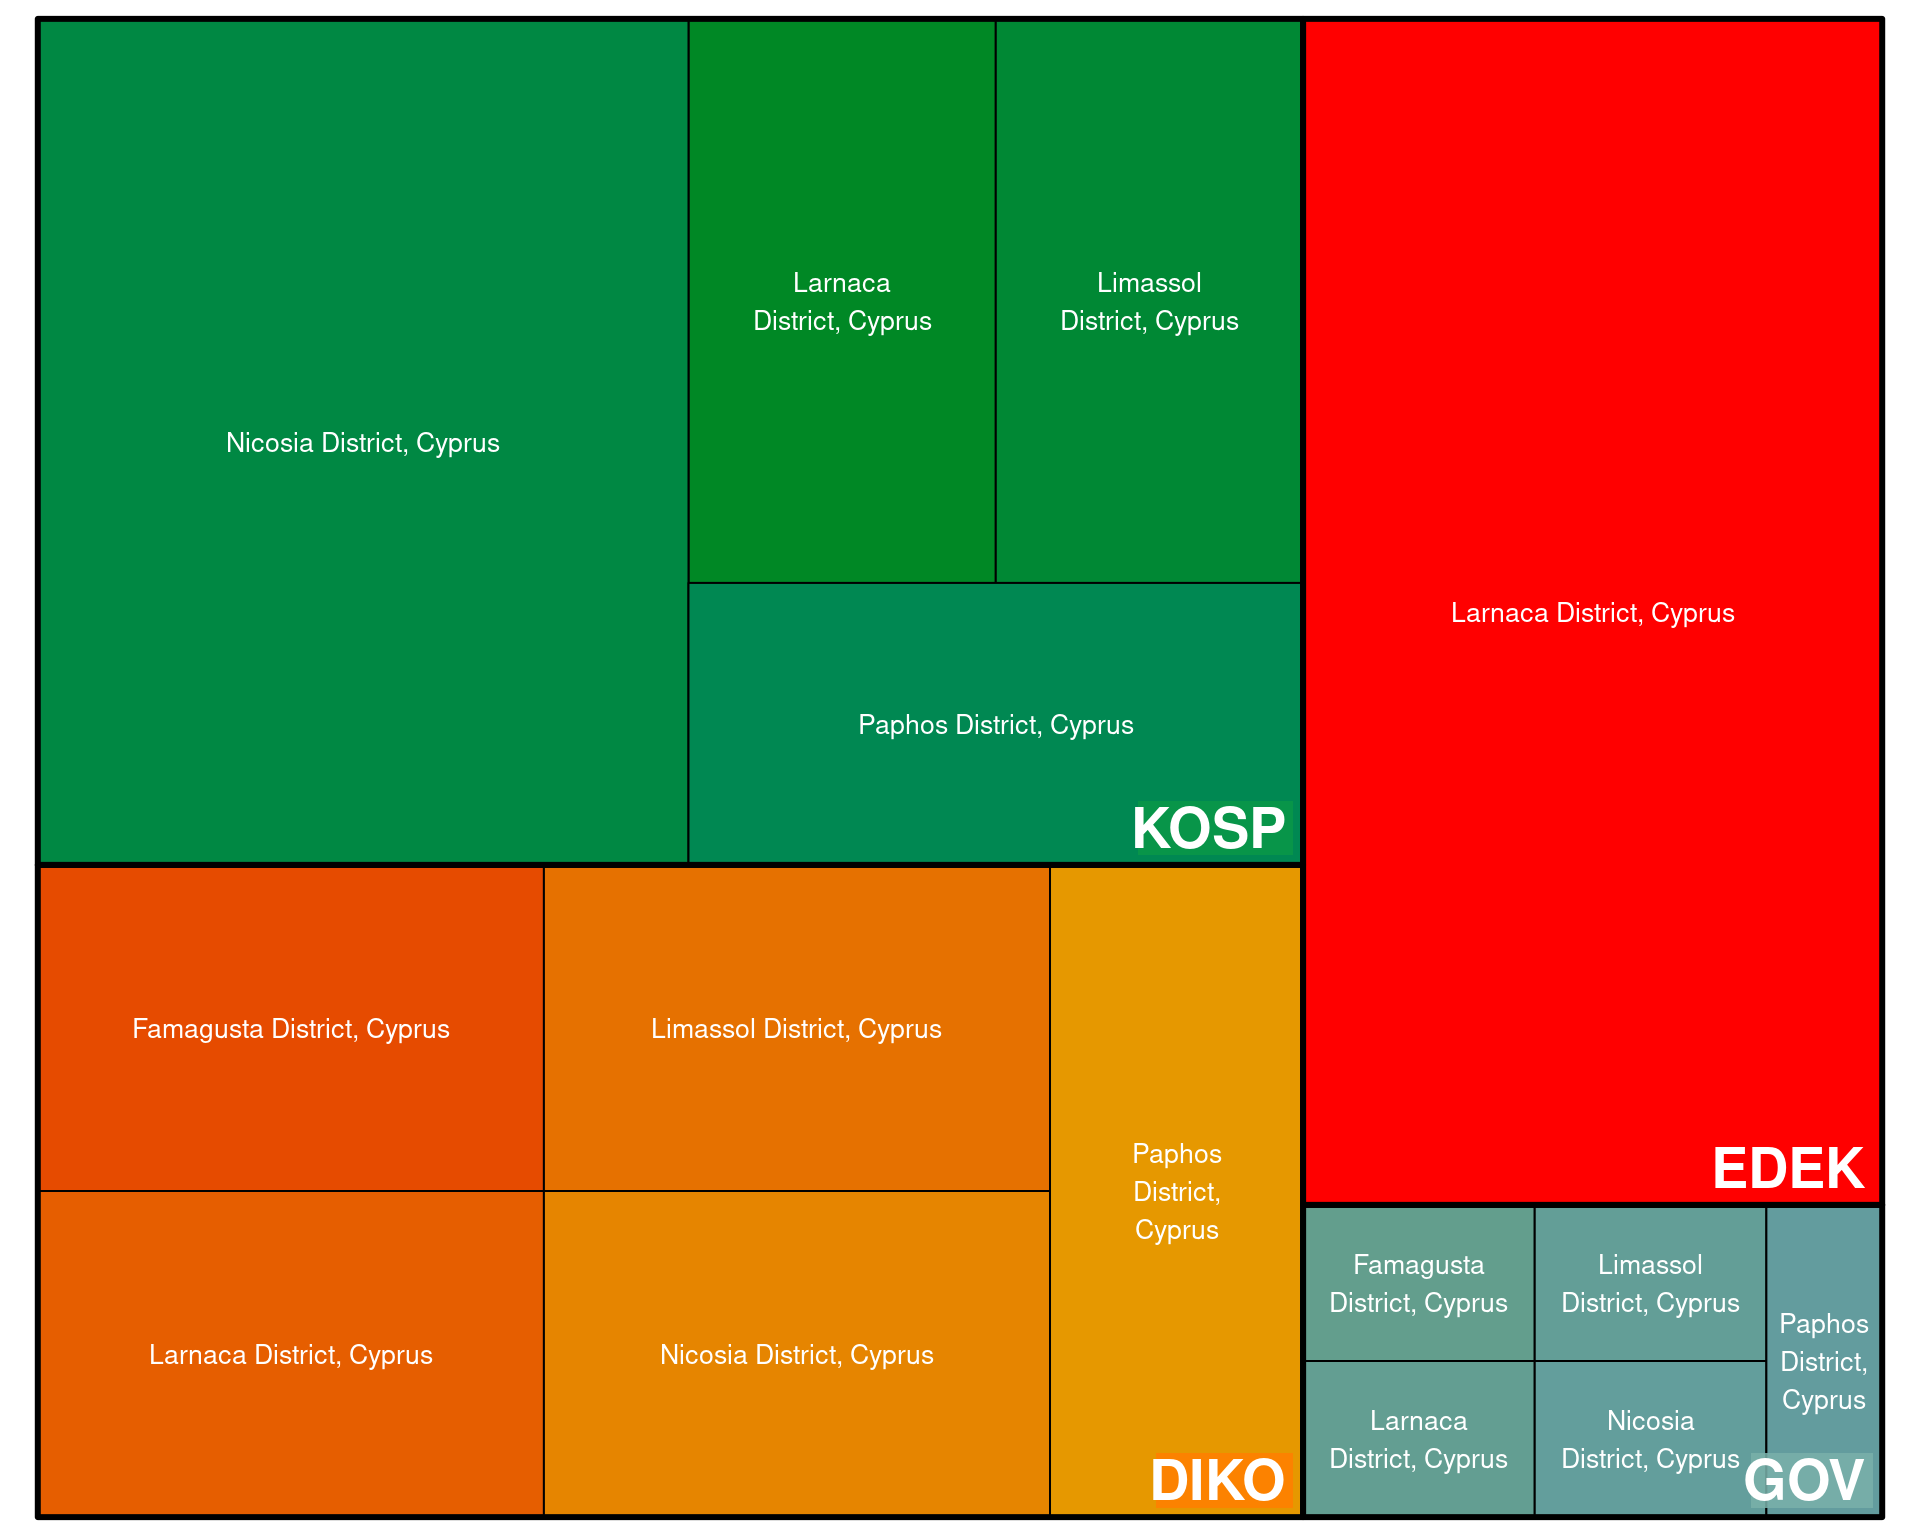 Nicosia District, Cyprus
Larnaca
District, Cyprus
Limassol
District, Cyprus
Paphos District, Cyprus
KOSP
Larnaca District, Cyprus
EDEK
Famagusta District, Cyprus
Limassol District, Cyprus
Larnaca District, Cyprus
Nicosia District, Cyprus
Paphos
District,
Cyprus
DIKO
Famagusta
District, Cyprus
Limassol
District, Cyprus
Larnaca
District, Cyprus
Nicosia
District, Cyprus
Paphos
District,
Cyprus
GOV